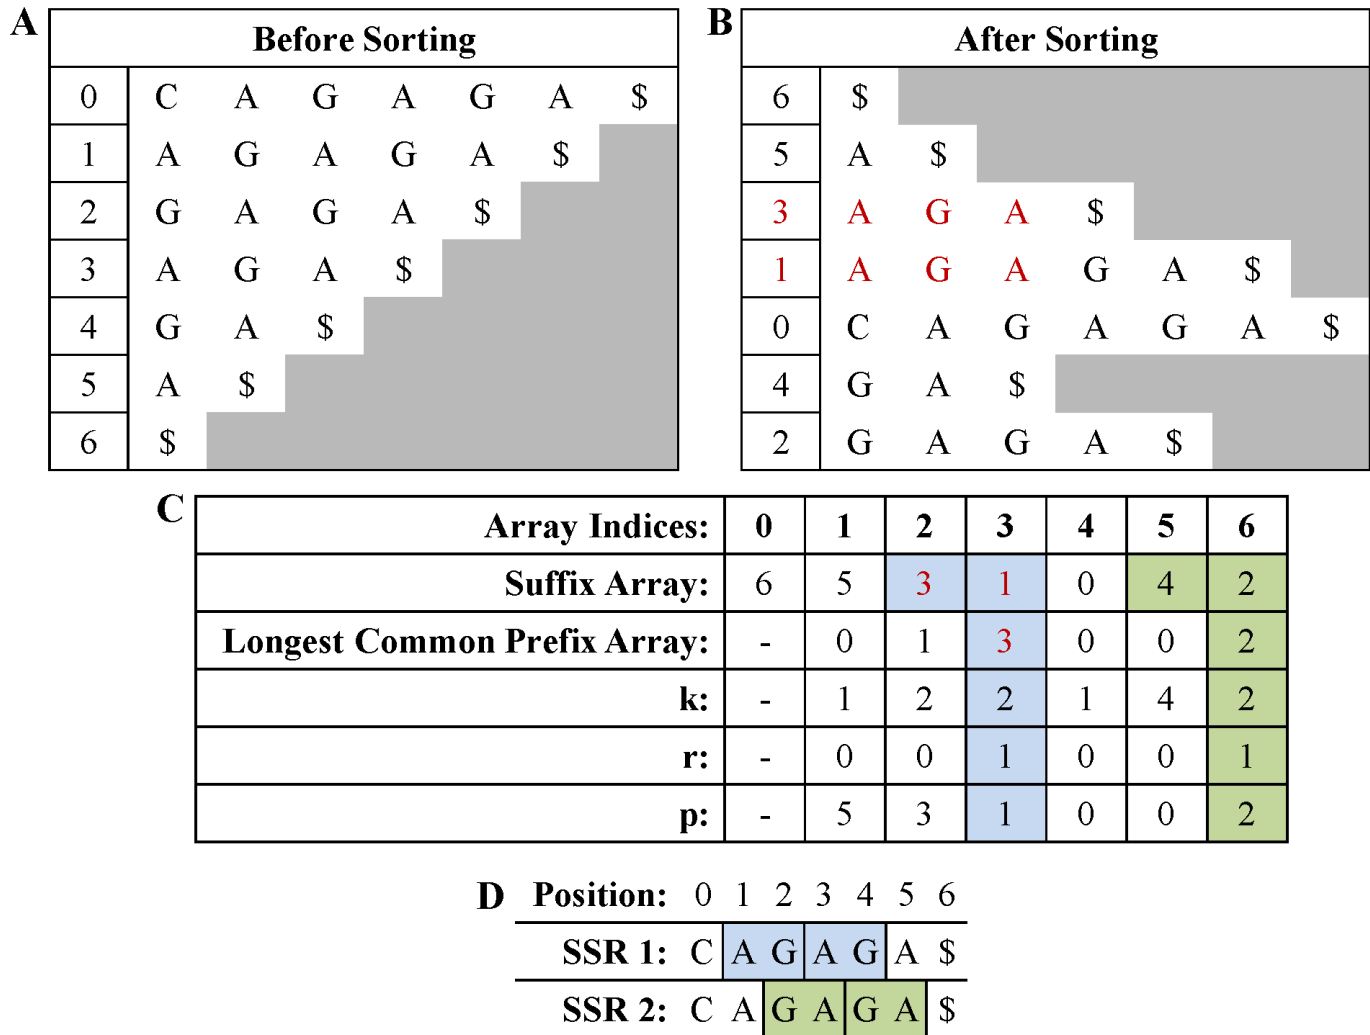 A
Before Sorting
0 C A G A G A $
1 A G A G A $
2 G A G A $
3 A G A $
4 G A $
5 A $
6 $
B
After Sorting
6 $
5 A $
3 A G A $
1 A G A G A $
0 C A G A G A $
4 G A $
2 G A G A $
C
Array Indices: 0 1 2 3 4 5 6
Suffix Array: 6 5 3 1 0 4 2
Longest Common Prefix Array: - 0 1 3 0 0 2
k: - 1 2 2 1 4 2
r: - 0 0 1 0 0 1
p: - 5 3 1 0 0 2
D Position: 0 1 2 3 4 5 6
SSR 1: C A G A G A $
SSR 2: C A G A G A $